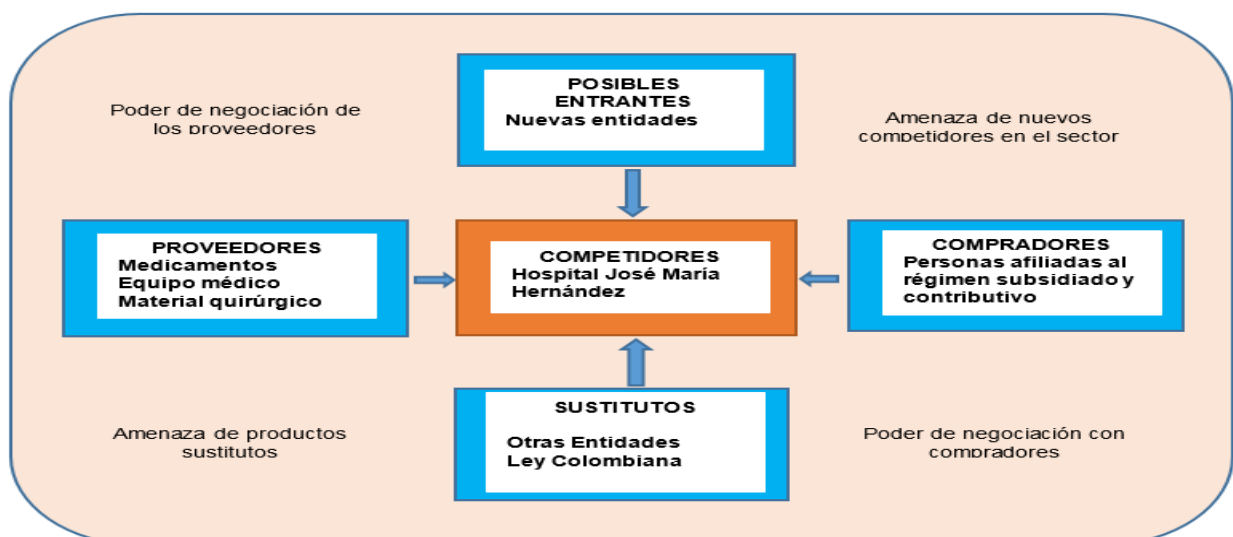 POSIBLES
ENTRANTES
Nuevas entidades
Poder de negociación de
los proveedores
Amenaza de nuevos
competidores en el sector
PROVEEDORES
Medicamentos
Equipo médico
Material quirúrgico
COMPETIDORES
Hospital José María
Hernández
COMPRADORES
Personas afiliadas al
régimen subsidiado y
contributivo
SUSTITUTOS
Otras Entidades
Ley Colombiana
Amenaza de productos
sustitutos
Poder de negociación con
compradores